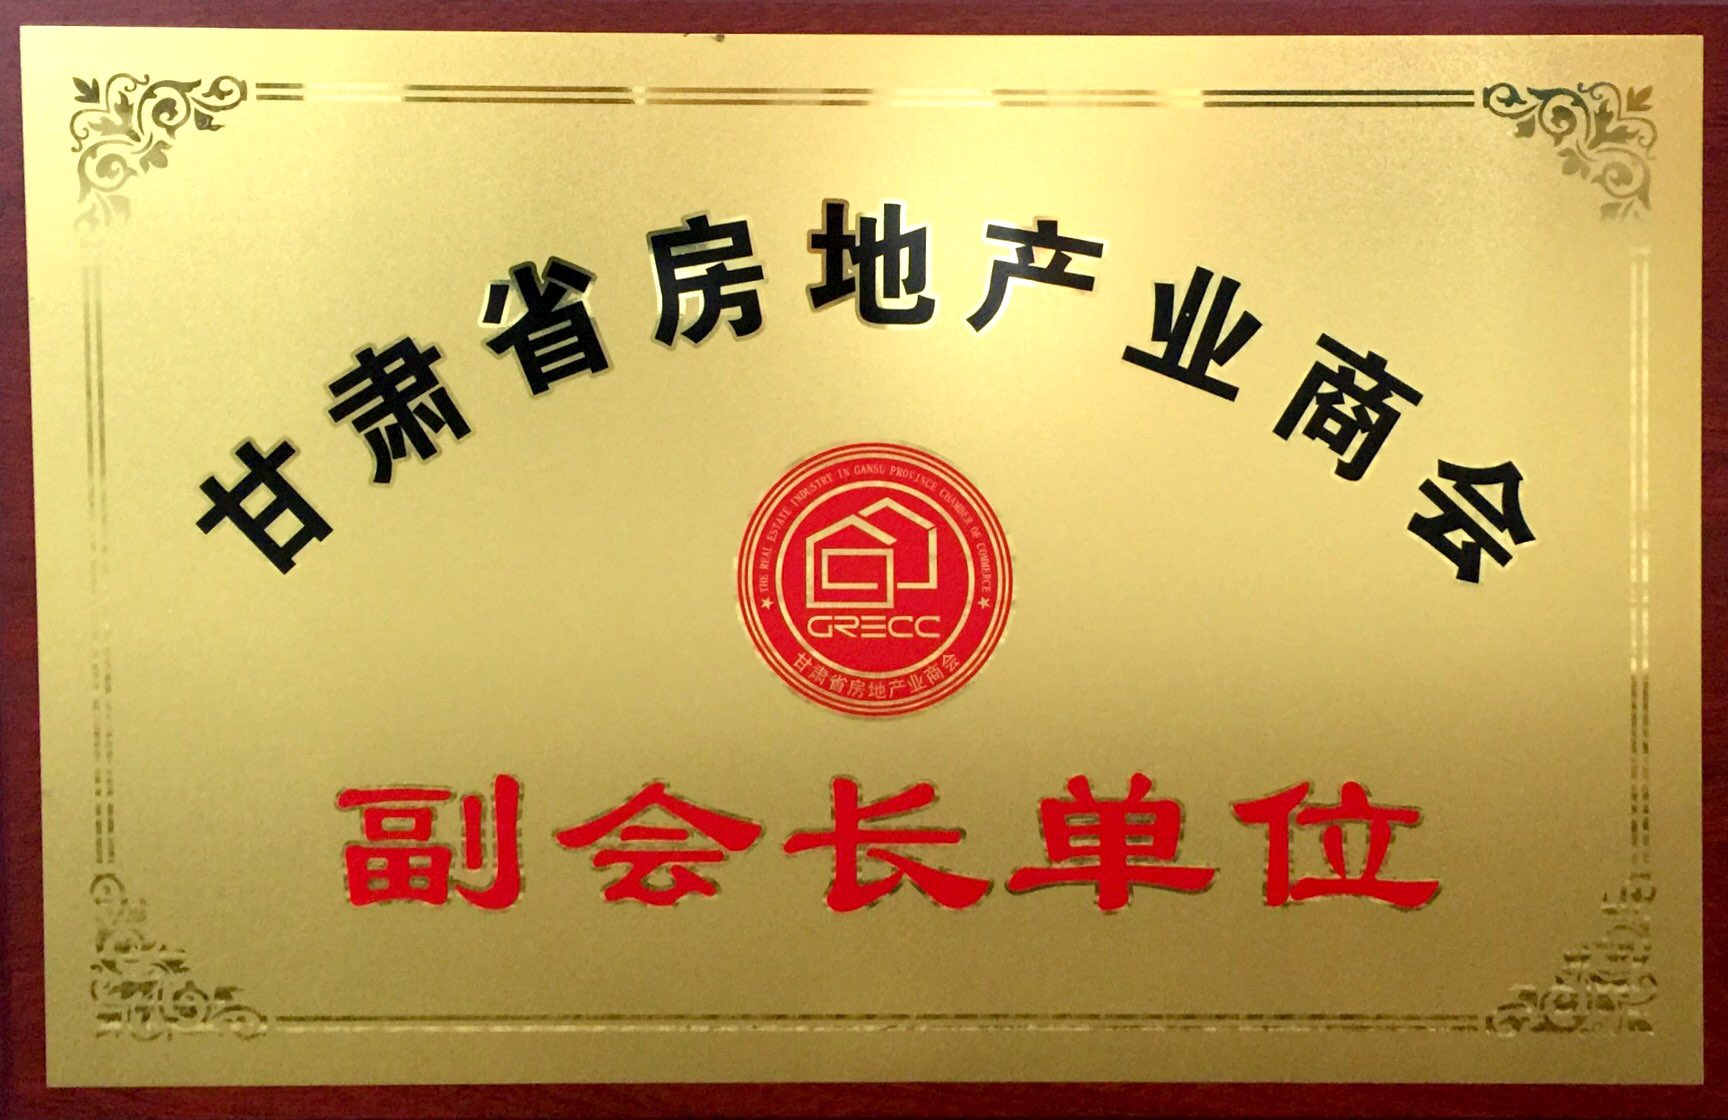 甘肃省房地产业商会
THE REAL ESTATE INDUSTRY IN GANSU PROVINCE CHAMBER OF COMMERCE
GRECC
甘肃省房地产业商会
副会长单位